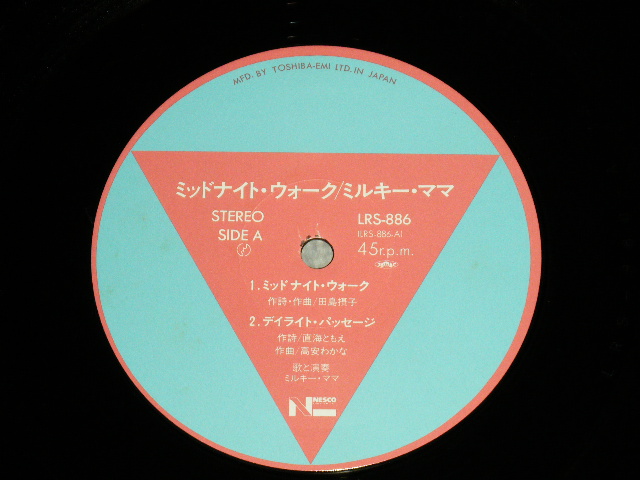 MFD. BY TOSHIBA-EMI LTD. IN JAPAN
ミッドナイト・ウォーク/ミルキー・ママ
STEREO
SIDE A
LRS-886
(LRS-886-A)
45r.p.m.
1.ミッドナイト・ウォーク
作詩・作曲/田島摂子
2.デイライト・パッセージ
作詩/直海ともえ
作曲/高安わかな
歌と演奏
ミルキー・ママ
NESCO